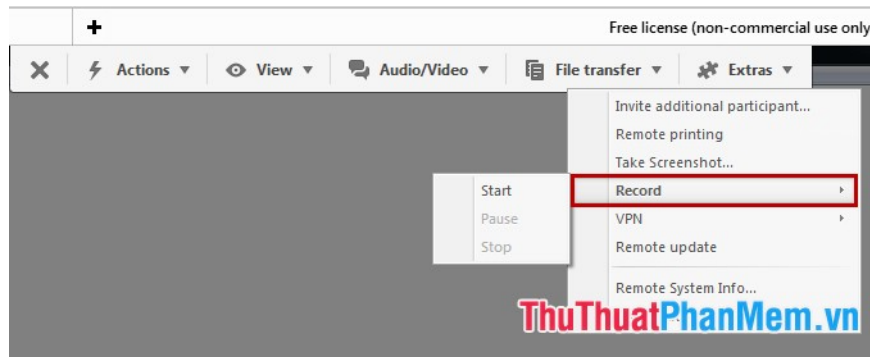 +
Free license (non-commercial use only
Actions View Audio/Video File transfer Extras
Invite additional participant...
Remote printing
Take Screenshot...
Start
Record
Pause
VPN
Stop
Remote update
Remote System Info...
ThuThuatPhanMem.vn